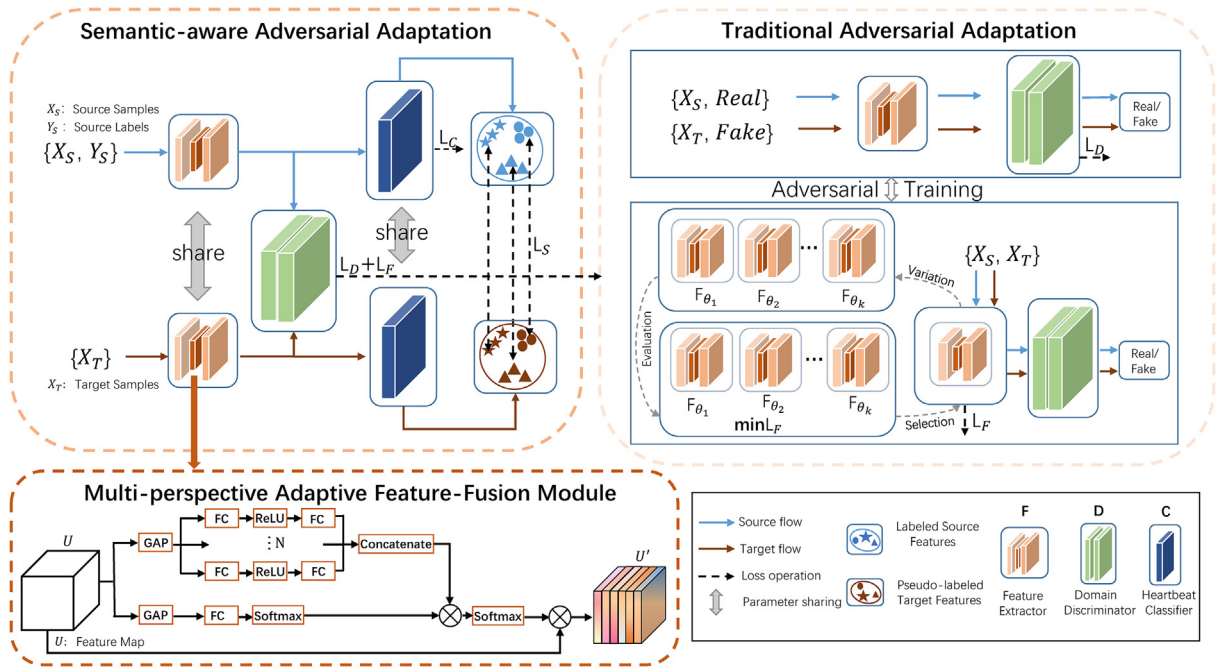 Semantic-aware Adversarial Adaptation
X_S: Source Samples
Y_S: Source Labels
{X_S, Y_S}
L_C
share
share
L_S
L_D+L_F
{X_T}
X_T: Target Samples
Traditional Adversarial Adaptation
{X_S, Real}
{X_T, Fake}
Real/
Fake
L_D
Adversarial Training
{X_S, X_T}
Variation
F_θ1 F_θ2 ... F_θk
Evaluation
F_θ1 F_θ2 ... F_θk
minL_F
Selection
L_F
Real/
Fake
Multi-perspective Adaptive Feature-Fusion Module
U
GAP
FC ReLU FC
⋮N
FC ReLU FC
Concatenate
GAP FC Softmax
Softmax
U'
U: Feature Map
Source flow
Target flow
Loss operation
Parameter sharing
Labeled Source
Features
Pseudo-labeled
Target Features
F
Feature
Extractor
D
Domain
Discriminator
C
Heartbeat
Classifier